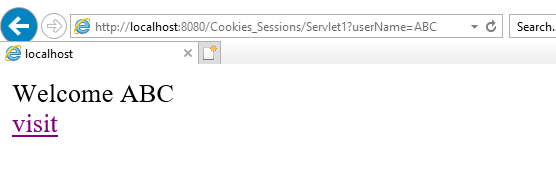 http://localhost:8080/Cookies_Sessions/Servlet1?userName=ABC
Search.
localhost
Welcome ABC
visit